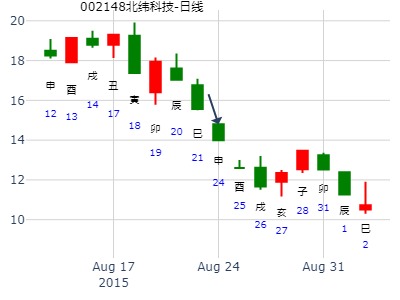 002148北纬科技-日线
20
18
16
14
12
10
申
12
酉
13
戌
14
丑
17
寅
18
卯
19
辰
20
巳
21
申
24
酉
25
戌
26
亥
27
子
28
卯
31
辰
1
巳
2
Aug 17
2015
Aug 24
Aug 31